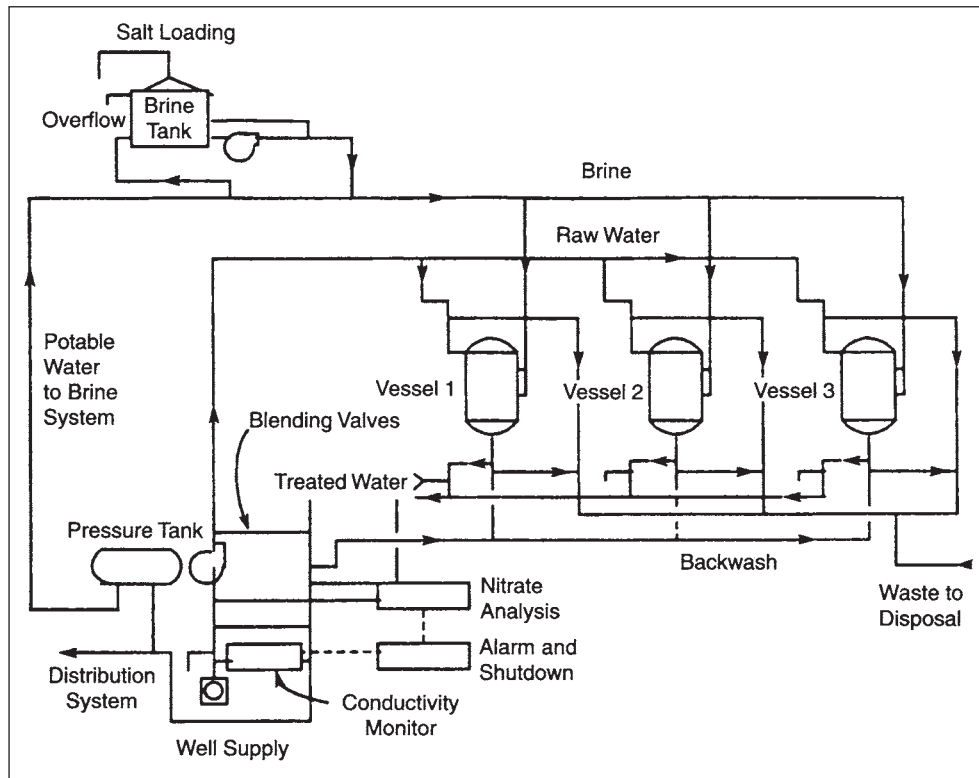 Salt Loading
Overflow
Brine
Tank
Brine
Raw Water
Potable
Water
to Brine
System
Vessel 1
Vessel 2
Vessel 3
Blending Valves
Treated Water
Pressure Tank
Backwash
Nitrate
Analysis
Waste to
Disposal
Alarm and
Shutdown
Distribution
System
Conductivity
Monitor
Well Supply